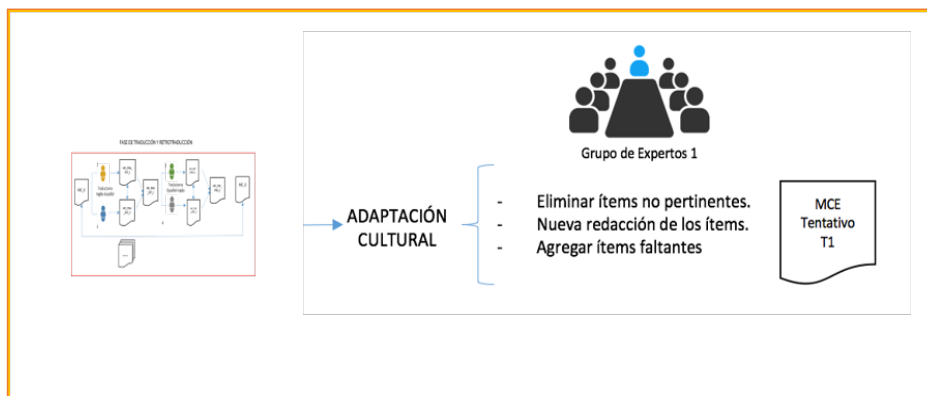 FASE DE TRADUCCIÓN Y RETROTRADUCCIÓN
Grupo de Expertos 1
ADAPTACIÓN
CULTURAL
- Eliminar ítems no pertinentes.
- Nueva redacción de los ítems.
- Agregar ítems faltantes
MCE
Tentativo
T1